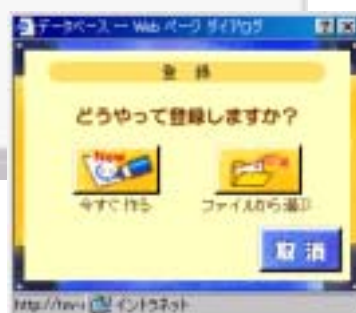 データベース -- Web ページ ダイアログ
登 録
どうやって登録しますか?
New
今すぐ作る
ファイルから選ぶ
取 消
イントラネット